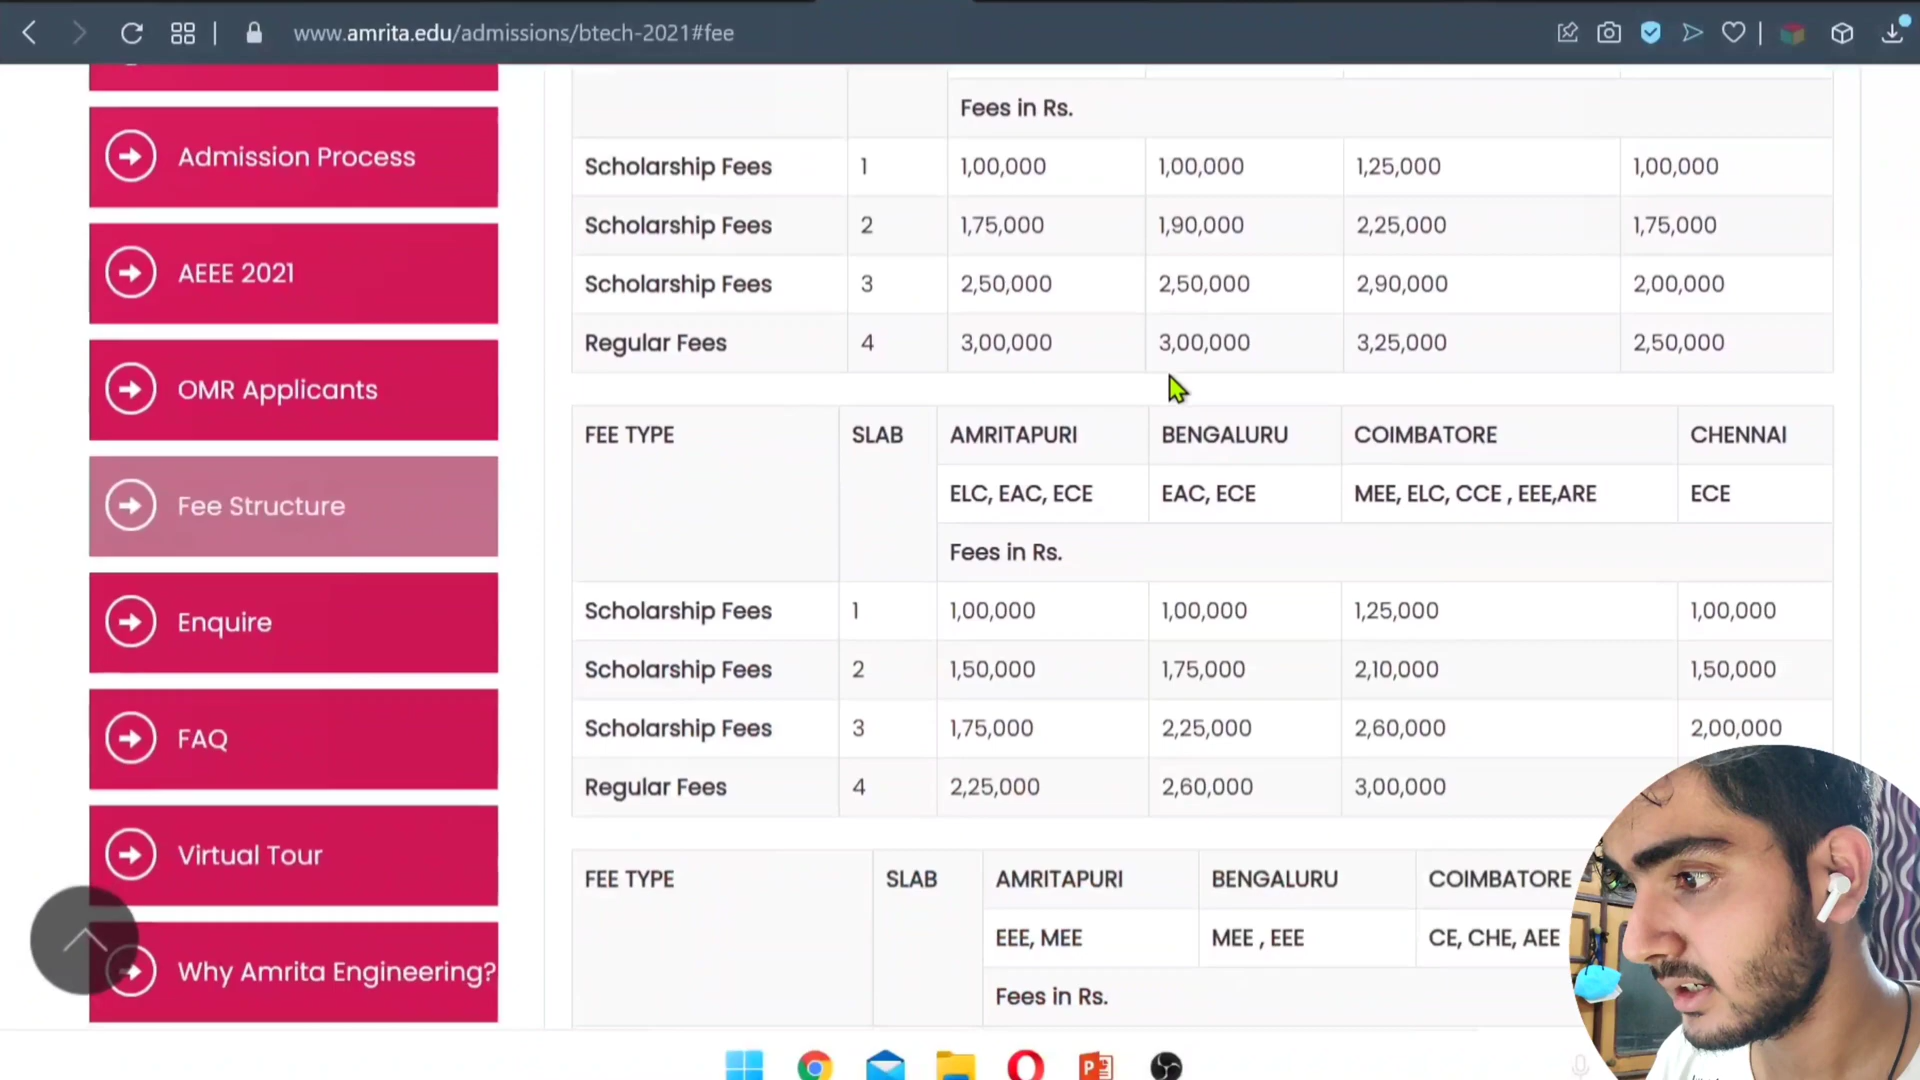 www.amrita.edu/admissions/btech-2021#fee
Admission Process
AEEE 2021
OMR Applicants
Fee Structure
Enquire
FAQ
Virtual Tour
Why Amrita Engineering?
Fees in Rs.
Scholarship Fees 1 1,00,000 1,00,000 1,25,000 1,00,000
Scholarship Fees 2 1,75,000 1,90,000 2,25,000 1,75,000
Scholarship Fees 3 2,50,000 2,50,000 2,90,000 2,00,000
Regular Fees 4 3,00,000 3,00,000 3,25,000 2,50,000
FEE TYPE SLAB AMRITAPURI BENGALURU COIMBATORE CHENNAI
ELC, EAC, ECE EAC, ECE MEE, ELC, CCE , EEE,ARE ECE
Fees in Rs.
Scholarship Fees 1 1,00,000 1,00,000 1,25,000 1,00,000
Scholarship Fees 2 1,50,000 1,75,000 2,10,000 1,50,000
Scholarship Fees 3 1,75,000 2,25,000 2,60,000 2,00,000
Regular Fees 4 2,25,000 2,60,000 3,00,000
FEE TYPE SLAB AMRITAPURI BENGALURU COIMBATORE
EEE, MEE MEE , EEE CE, CHE, AEE
Fees in Rs.